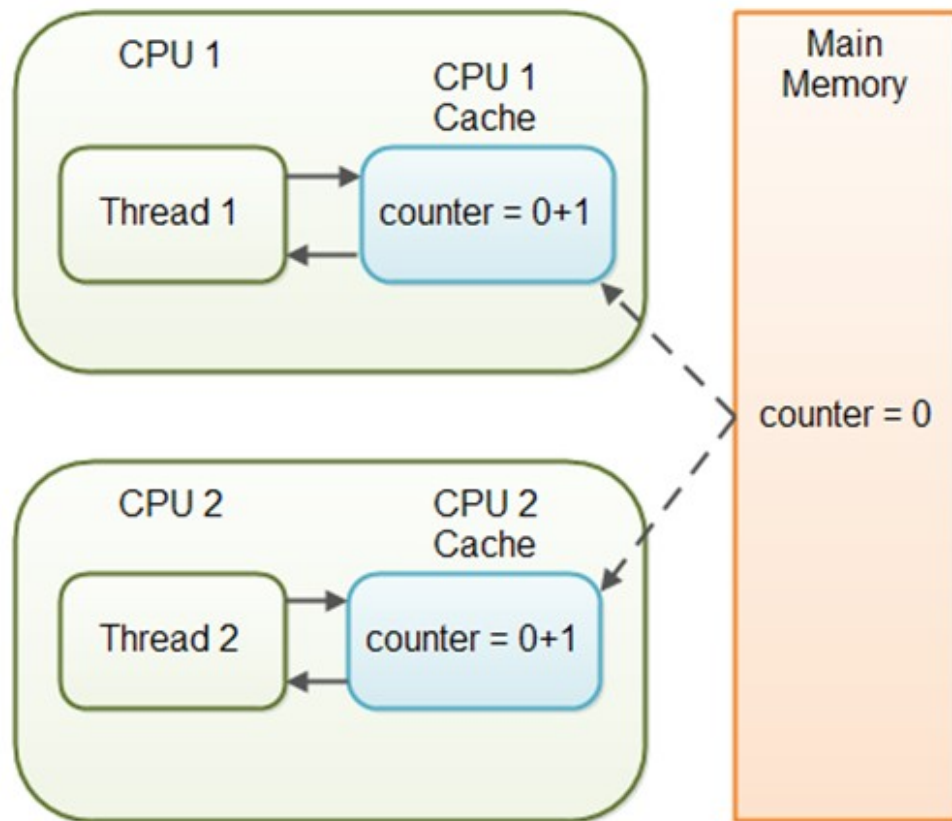 CPU 1
CPU 1
Cache
Thread 1
counter = 0+1
Main
Memory
counter = 0
CPU 2
CPU 2
Cache
Thread 2
counter = 0+1